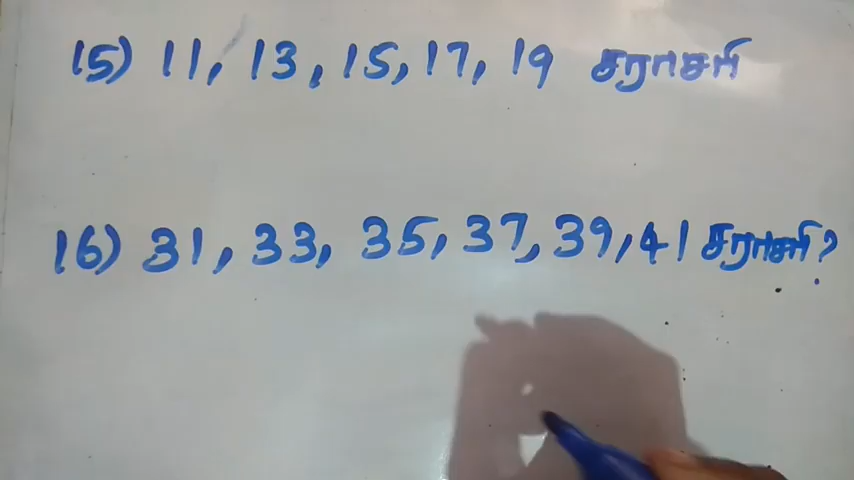 15) 11, 13, 15, 17, 19 சராசரி
16) 31, 33, 35, 37, 39, 41 சராசரி?